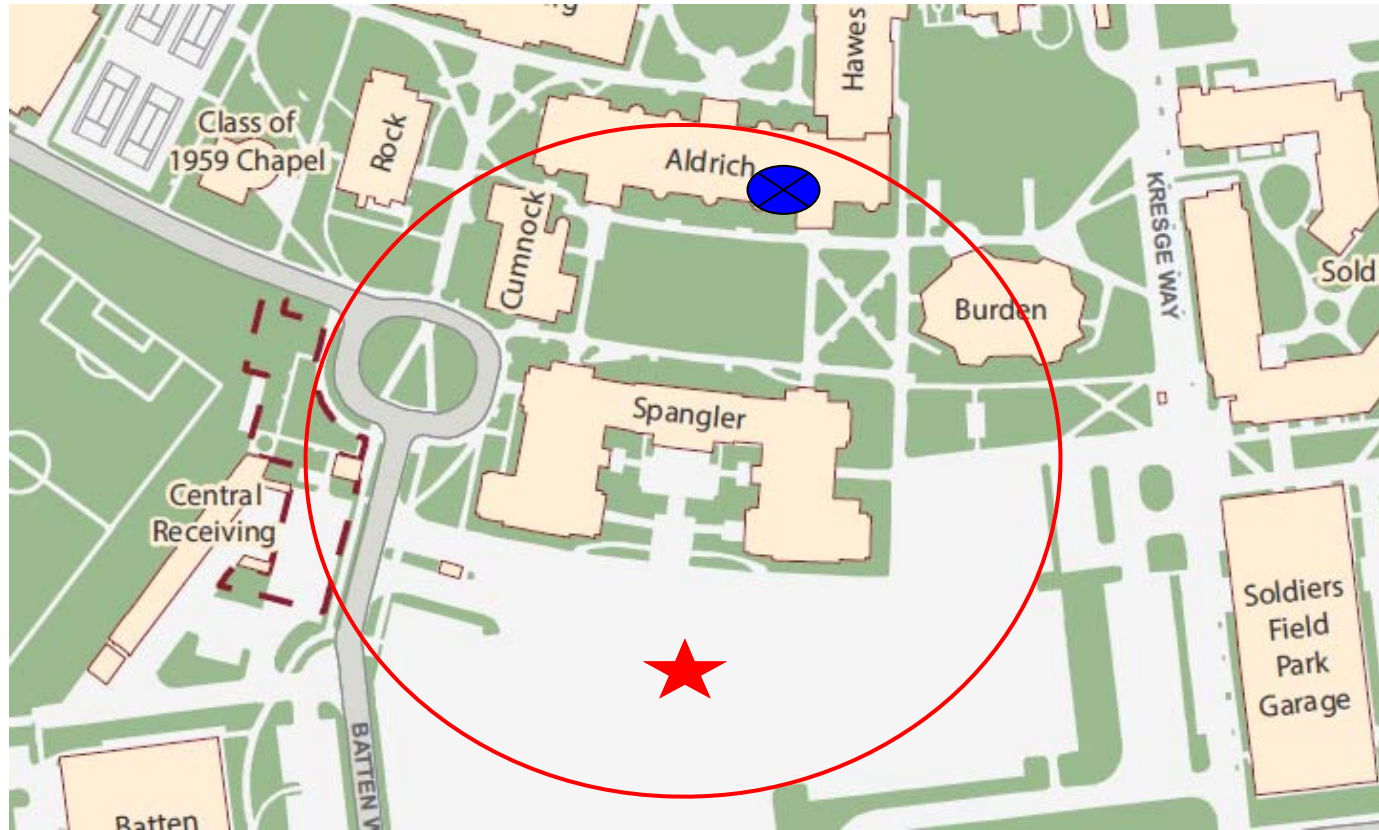 Hawes
Class of
1959 Chapel
Rock
Aldrich
Cumnock
KRESGE WAY
Sold
Burden
Spangler
Central
Receiving
Soldiers
Field
Park
Garage
BATTEN W
Batten